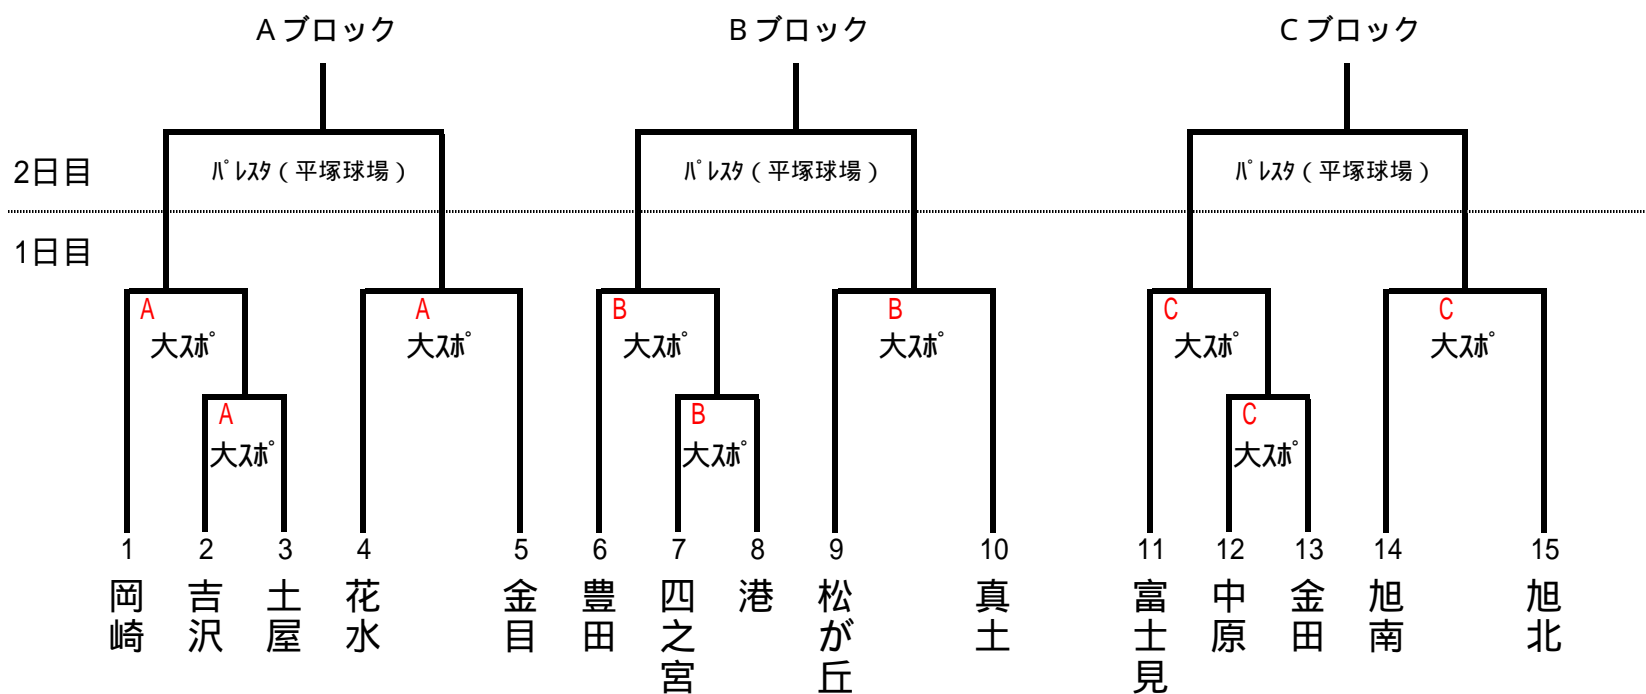 Aブロック
Bブロック
Cブロック
2日目
ﾊﾟﾚｽﾀ(平塚球場)
ﾊﾟﾚｽﾀ(平塚球場)
ﾊﾟﾚｽﾀ(平塚球場)
1日目
A
A
B
B
C
C
大ｽﾎﾟ
大ｽﾎﾟ
大ｽﾎﾟ
大ｽﾎﾟ
大ｽﾎﾟ
大ｽﾎﾟ
A
B
C
大ｽﾎﾟ
大ｽﾎﾟ
大ｽﾎﾟ
1 2 3 4 5 6 7 8 9 10 11 12 13 14 15
岡崎
吉沢
土屋
花水
金目
豊田
四之宮
港
松が丘
真土
富士見
中原
金田
旭南
旭北